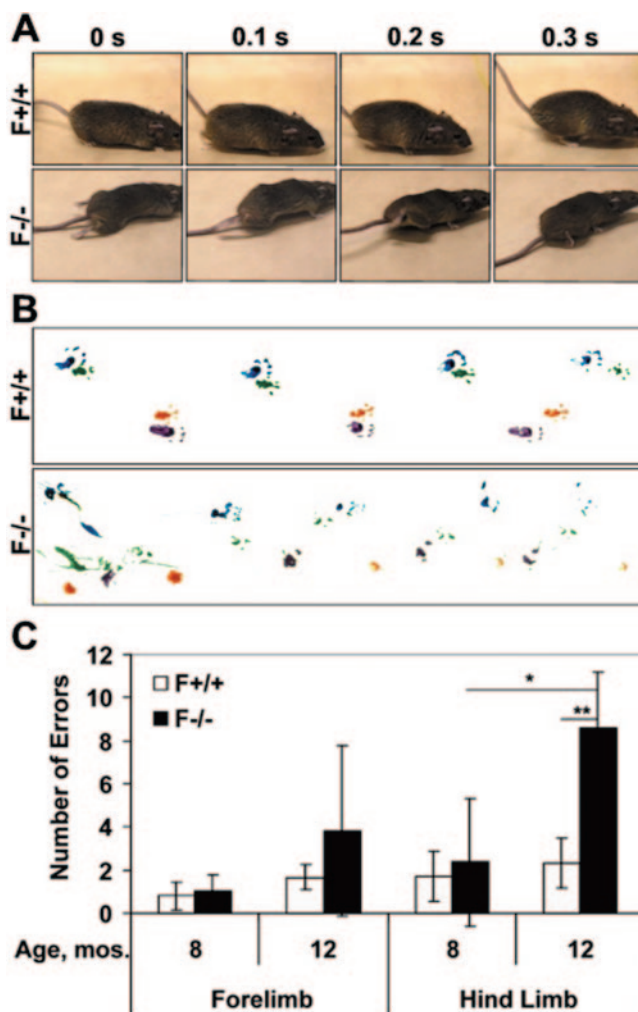 A
0 s 0.1 s 0.2 s 0.3 s
F+/+
F-/-
B
F+/+
F-/-
C
Number of Errors
12
10
8
6
4
2
0
F+/+
F-/-
*
**
Age, mos. 8 12 8 12
Forelimb Hind Limb